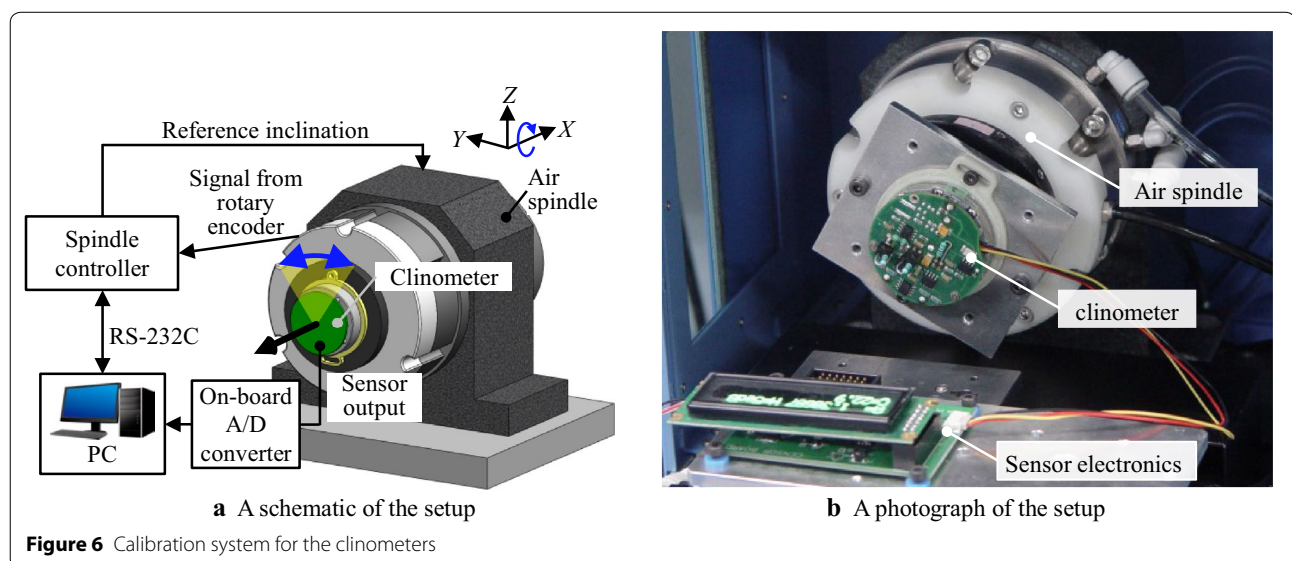 Reference inclination
Z
Y
X
Signal from
rotary
encoder
Air
spindle
Spindle
controller
Clinometer
RS-232C
Sensor
output
On-board
A/D
converter
PC
a A schematic of the setup
Air spindle
clinometer
Sensor electronics
b A photograph of the setup
Figure 6 Calibration system for the clinometers